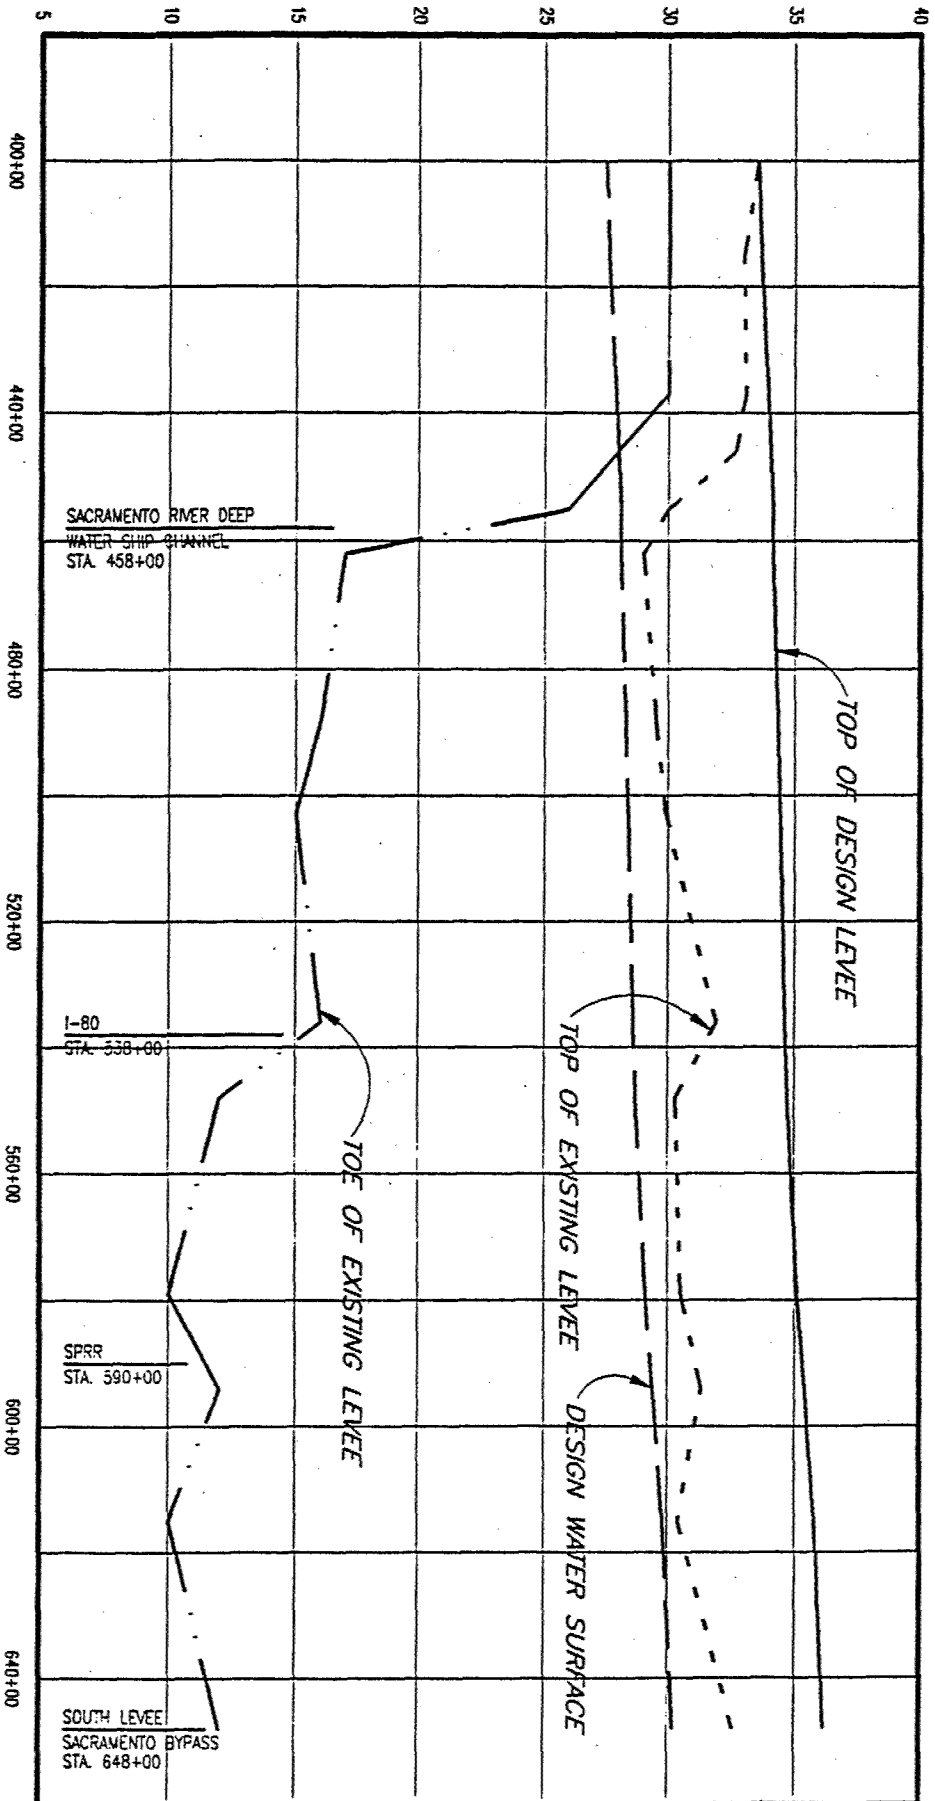 5 10 15 20 25 30 35 40
400+00
440+00
480+00
520+00
560+00
600+00
640+00
SACRAMENTO RIVER DEEP
WATER SHIP CHANNEL
STA. 458+00
I-80
STA. 538+00
SPRR
STA. 590+00
SOUTH LEVEE
SACRAMENTO BYPASS
STA. 648+00
TOP OF DESIGN LEVEE
TOP OF EXISTING LEVEE
TOE OF EXISTING LEVEE
DESIGN WATER SURFACE